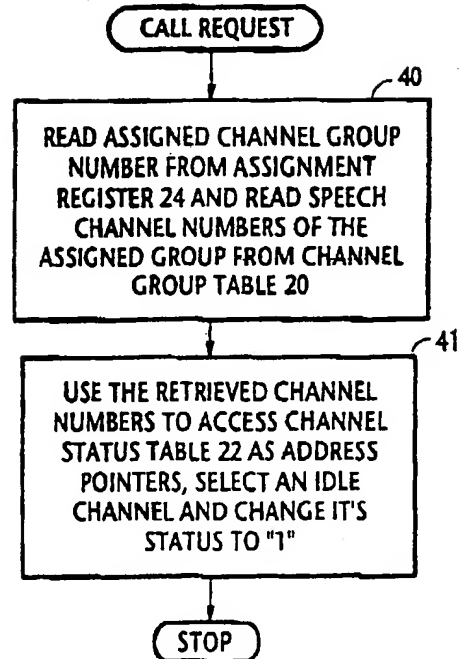 CALL REQUEST
40
READ ASSIGNED CHANNEL GROUP
NUMBER FROM ASSIGNMENT
REGISTER 24 AND READ SPEECH
CHANNEL NUMBERS OF THE
ASSIGNED GROUP FROM CHANNEL
GROUP TABLE 20
41
USE THE RETRIEVED CHANNEL
NUMBERS TO ACCESS CHANNEL
STATUS TABLE 22 AS ADDRESS
POINTERS, SELECT AN IDLE
CHANNEL AND CHANGE IT'S
STATUS TO "1"
STOP